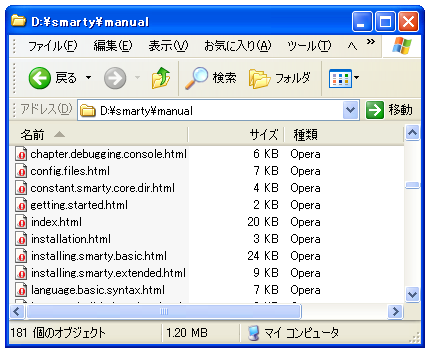 D:¥smarty¥manual
ファイル(F) 編集(E) 表示(V) お気に入り(A) ツール(T) ヘ »
戻る 検索 フォルダ
アドレス(D) D:¥smarty¥manual 移動
名前 サイズ 種類
chapter.debugging.console.html 6 KB Opera
config.files.html 7 KB Opera
constant.smarty.core.dir.html 4 KB Opera
getting.started.html 2 KB Opera
index.html 20 KB Opera
installation.html 3 KB Opera
installing.smarty.basic.html 24 KB Opera
installing.smarty.extended.html 9 KB Opera
language.basic.syntax.html 7 KB Opera
181 個のオブジェクト 1.20 MB マイ コンピュータ